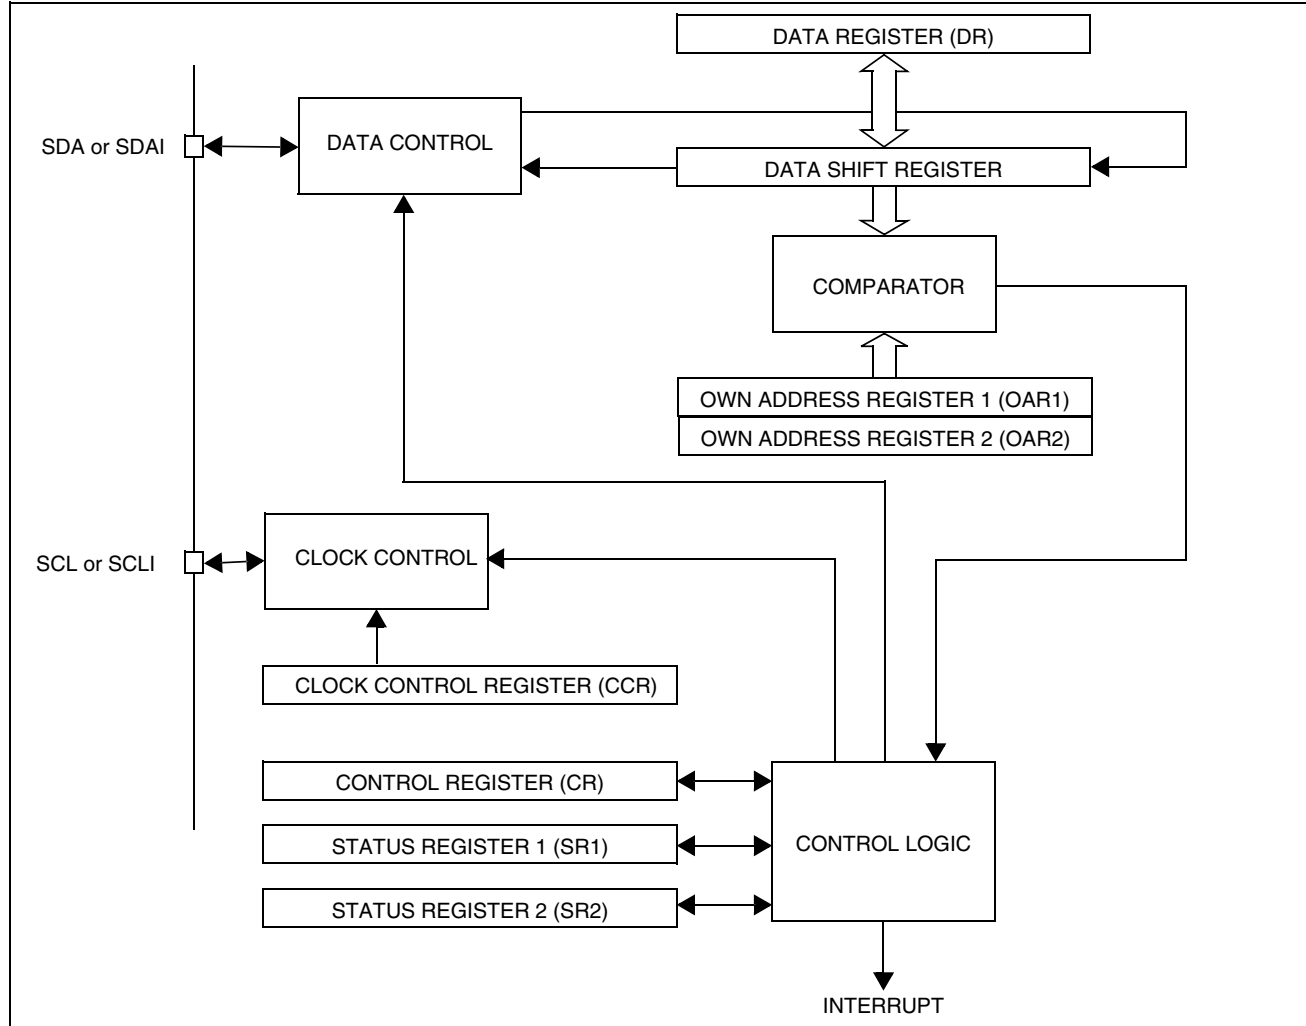 DATA REGISTER (DR)
SDA or SDAI
DATA CONTROL
DATA SHIFT REGISTER
COMPARATOR
OWN ADDRESS REGISTER 1 (OAR1)
OWN ADDRESS REGISTER 2 (OAR2)
SCL or SCLI
CLOCK CONTROL
CLOCK CONTROL REGISTER (CCR)
CONTROL REGISTER (CR)
STATUS REGISTER 1 (SR1)
CONTROL LOGIC
STATUS REGISTER 2 (SR2)
INTERRUPT